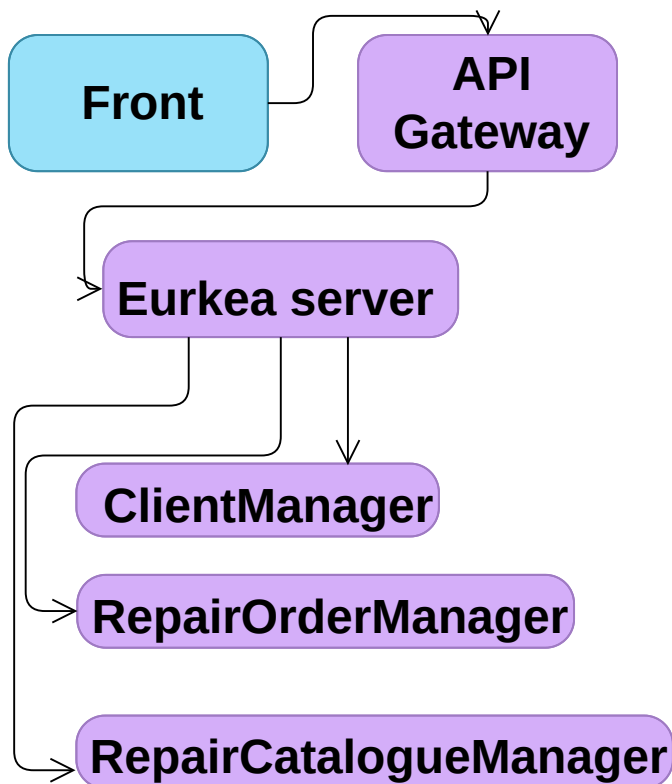 Front
API
Gateway
Eurkea server
ClientManager
RepairOrderManager
RepairCatalogueManager